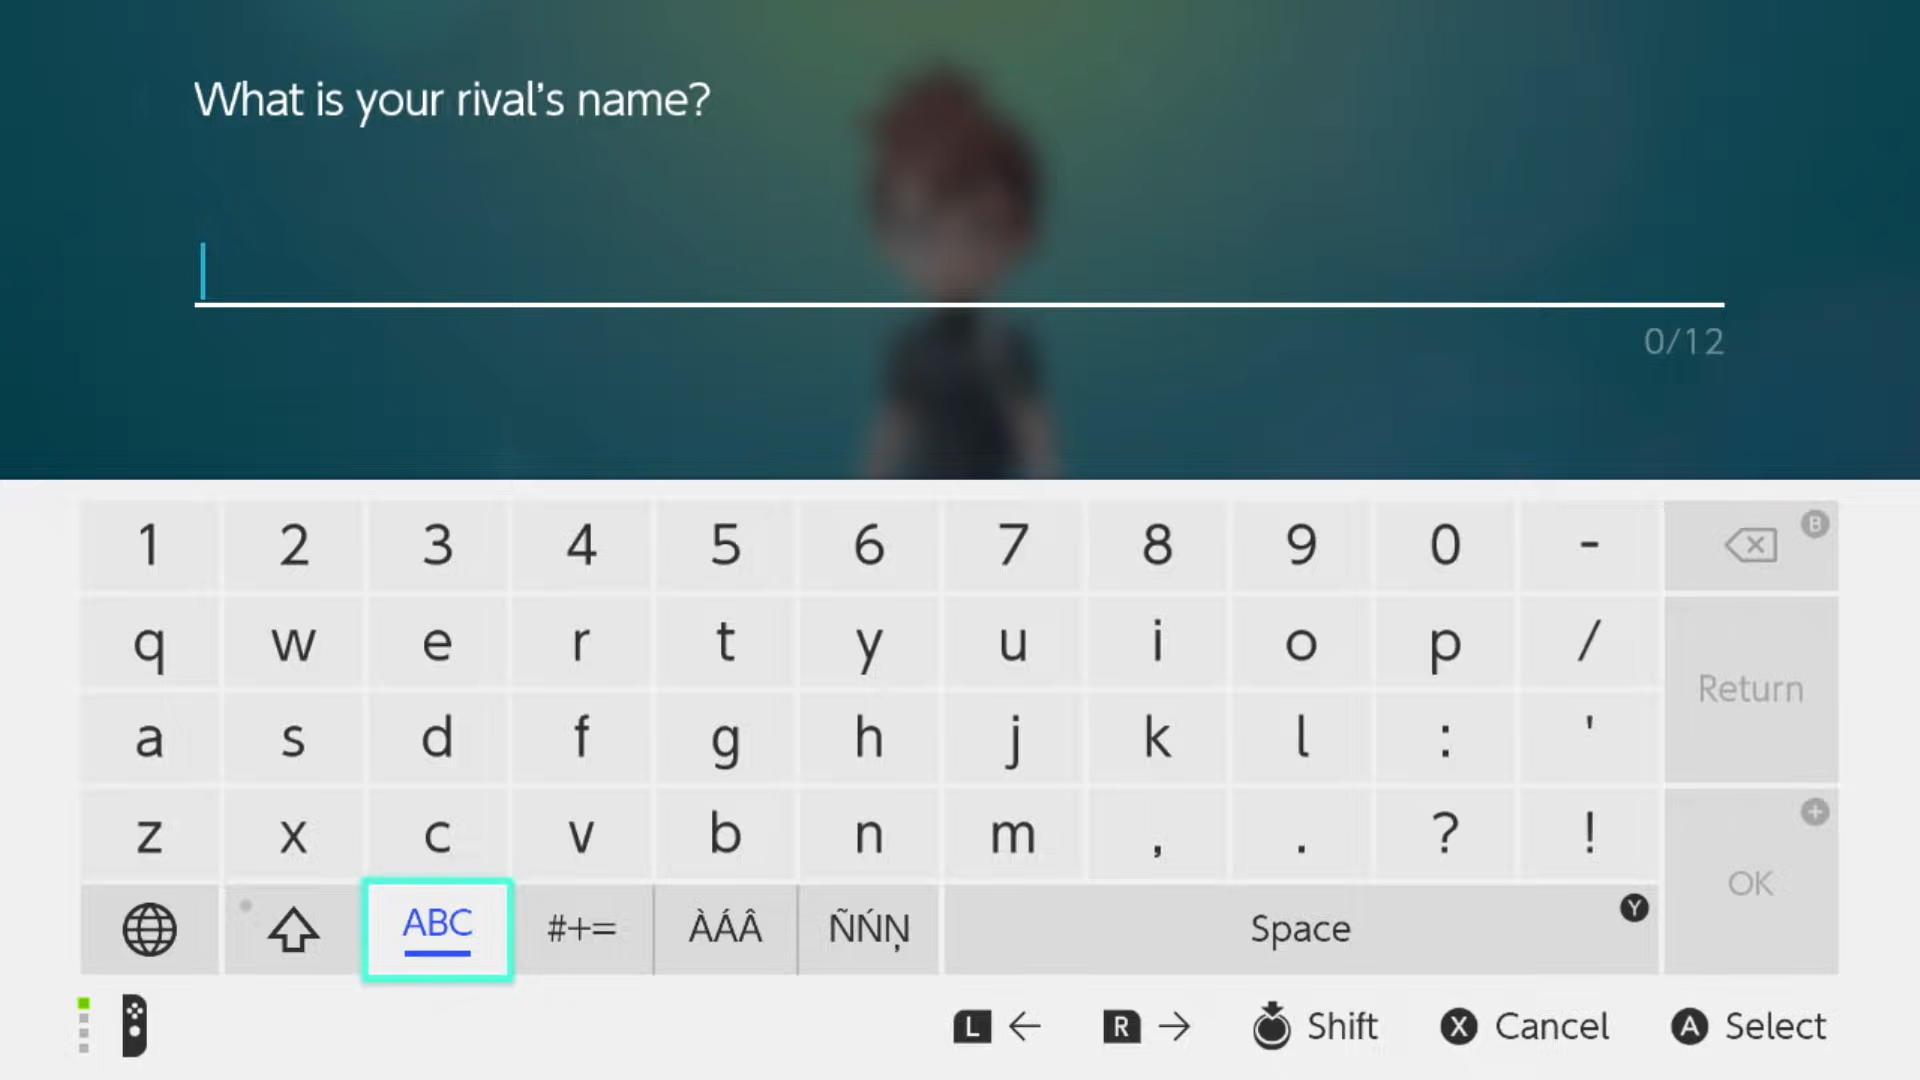 What is your rival's name?
0/12
1 2 3 4 5 6 7 8 9 0 - B
q w e r t y u i o p /
Return
a s d f g h j k l : '
z x c v b n m , . ? ! +
OK
ABC #+= ÀÁÂ ÑŃŅ Space Y
L ← R → Shift X Cancel A Select